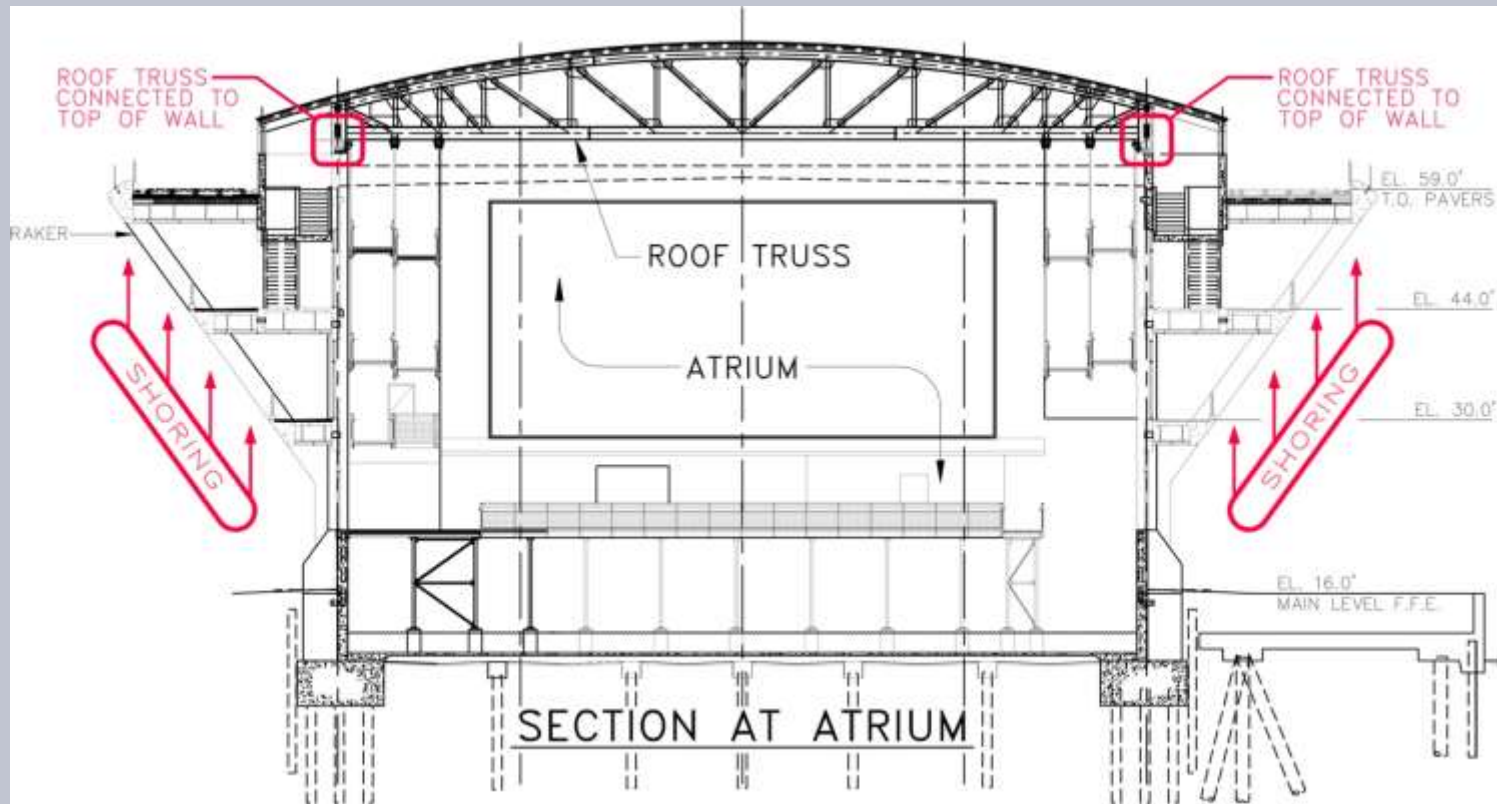 ROOF TRUSS
CONNECTED TO
TOP OF WALL
ROOF TRUSS
CONNECTED TO
TOP OF WALL
EL. 59.0'
T.O. PAVERS
RAKER
ROOF TRUSS
EL. 44.0'
SHORING
ATRIUM
SHORING
EL. 30.0'
EL. 16.0'
MAIN LEVEL F.F.E.
SECTION AT ATRIUM